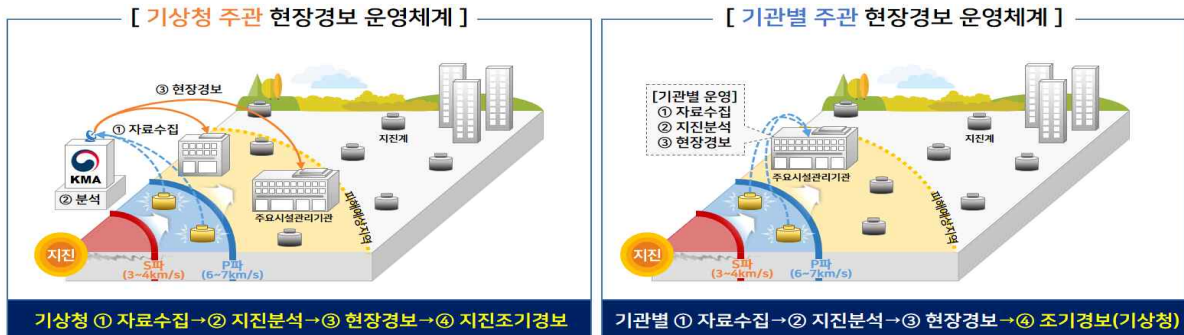 [ 기상청 주관 현장경보 운영체계 ]
③ 현장경보
① 자료수집
KMA
② 분석
지진계
주요시설관리기관
피해예상지역
지진
S파
(3~4km/s)
P파
(6~7km/s)
기상청 ① 자료수집→② 지진분석→③ 현장경보→④ 지진조기경보
[ 기관별 주관 현장경보 운영체계 ]
[기관별 운영]
① 자료수집
② 지진분석
③ 현장경보
지진계
주요시설관리기관
피해예상지역
지진
S파
(3~4km/s)
P파
(6~7km/s)
기관별 ① 자료수집→② 지진분석→③ 현장경보→④ 조기경보(기상청)